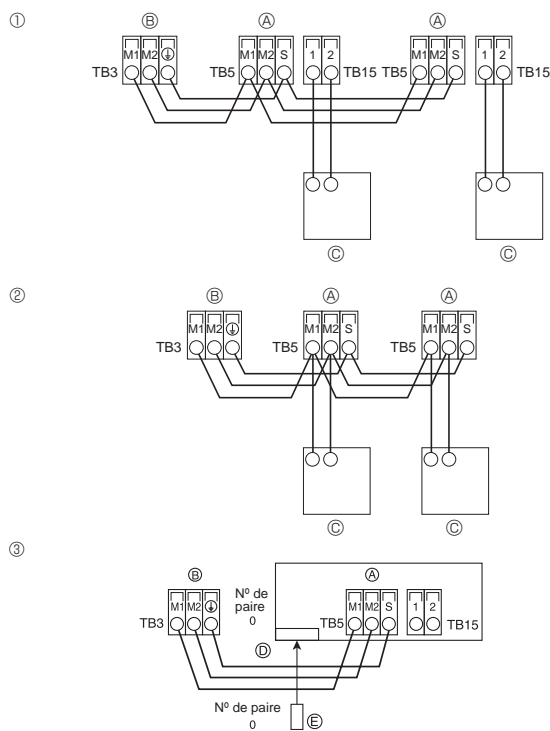 ①
Ⓑ Ⓐ Ⓐ
M1 M2 ⏚ M1 M2 S 1 2 M1 M2 S 1 2
TB3 TB5 TB15 TB5 TB15
Ⓒ Ⓒ
②
Ⓑ Ⓐ Ⓐ
M1 M2 ⏚ M1 M2 S M1 M2 S
TB3 TB5 TB5
Ⓒ Ⓒ
③
Ⓑ Ⓐ
Nº de
paire
0
M1 M2 ⏚ M1 M2 S 1 2
TB3 TB5 TB15
Ⓓ
Nº de paire
0
Ⓔ